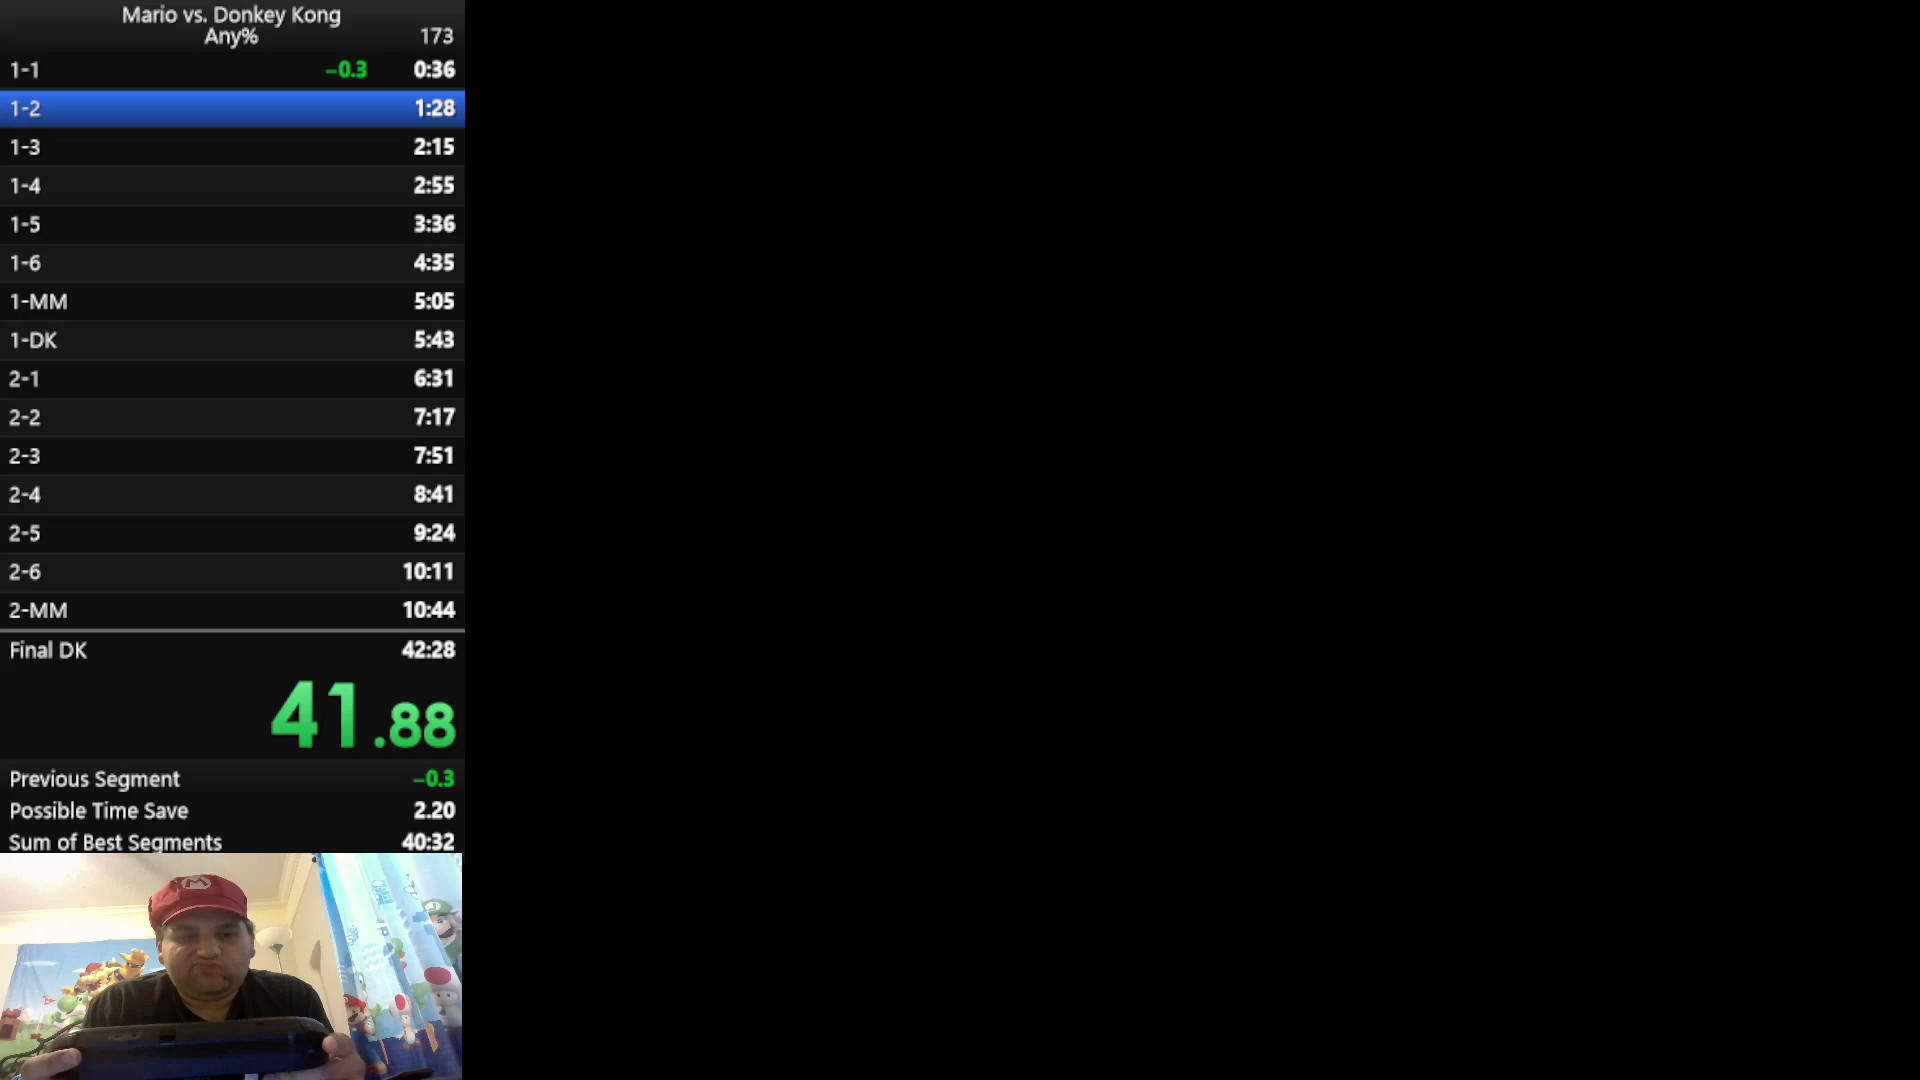 Mario vs. Donkey Kong
Any% 173
1-1 −0.3 0:36
1-2 1:28
1-3 2:15
1-4 2:55
1-5 3:36
1-6 4:35
1-MM 5:05
1-DK 5:43
2-1 6:31
2-2 7:17
2-3 7:51
2-4 8:41
2-5 9:24
2-6 10:11
2-MM 10:44
Final DK 42:28
41.88
Previous Segment −0.3
Possible Time Save 2.20
Sum of Best Segments 40:32
M